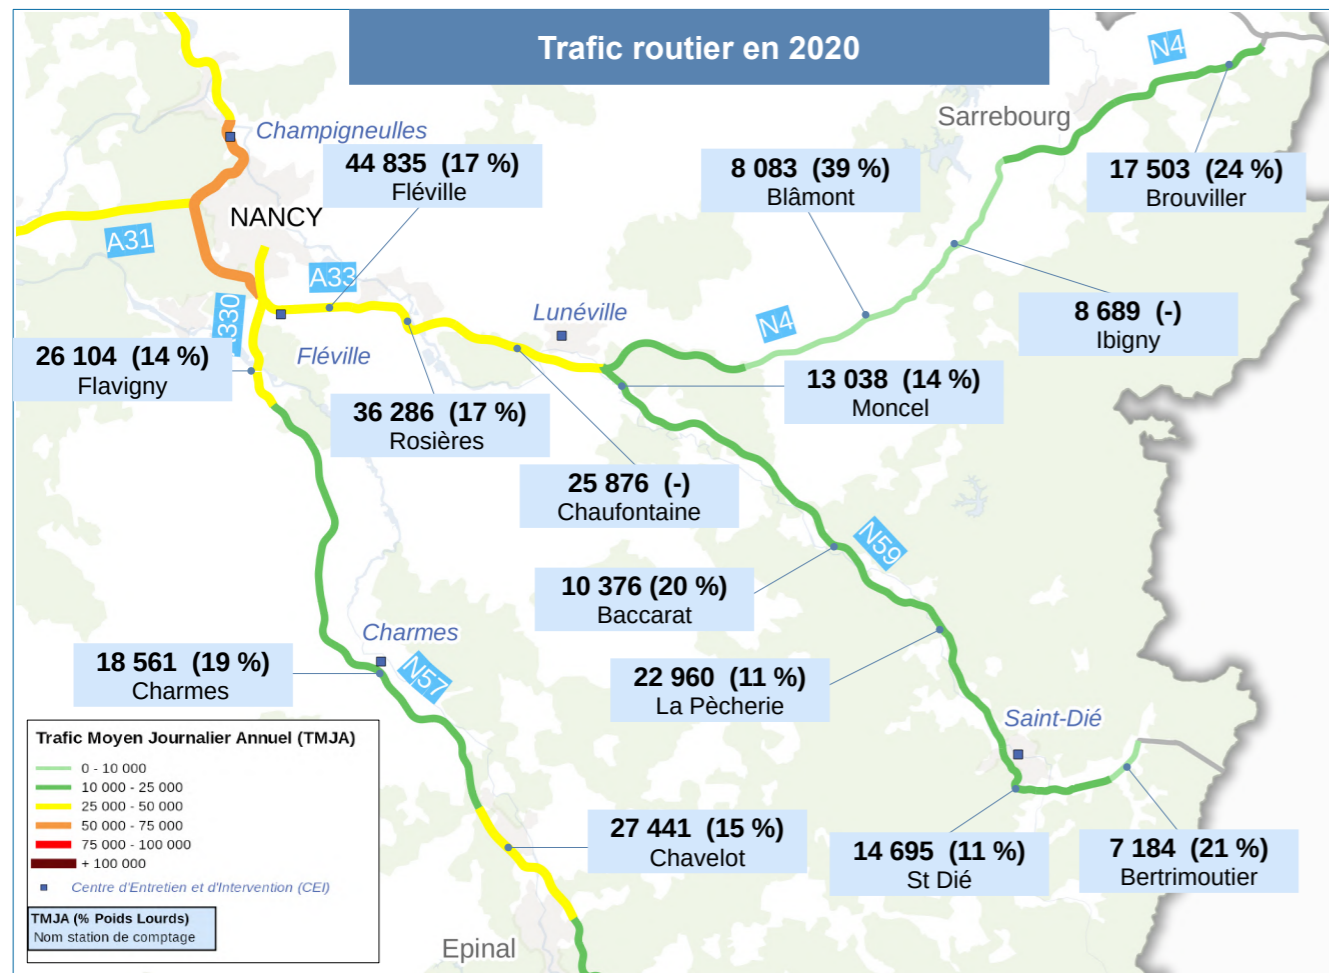 Trafic routier en 2020
N4
Champigneulles
Sarrebourg
44 835 (17 %)
Fléville
8 083 (39 %)
Blâmont
17 503 (24 %)
Brouviller
NANCY
A31
A33
Lunéville
N4
8 689 (-)
Ibigny
330
26 104 (14 %)
Flavigny
Fléville
13 038 (14 %)
Moncel
36 286 (17 %)
Rosières
25 876 (-)
Chaufontaine
N59
10 376 (20 %)
Baccarat
Charmes
18 561 (19 %)
Charmes
N57
22 960 (11 %)
La Pècherie
Saint-Dié
Trafic Moyen Journalier Annuel (TMJA)
0 - 10 000
10 000 - 25 000
25 000 - 50 000
50 000 - 75 000
75 000 - 100 000
+ 100 000
Centre d'Entretien et d'Intervention (CEI)
TMJA (% Poids Lourds)
Nom station de comptage
27 441 (15 %)
Chavelot
14 695 (11 %)
St Dié
7 184 (21 %)
Bertrimoutier
Epinal